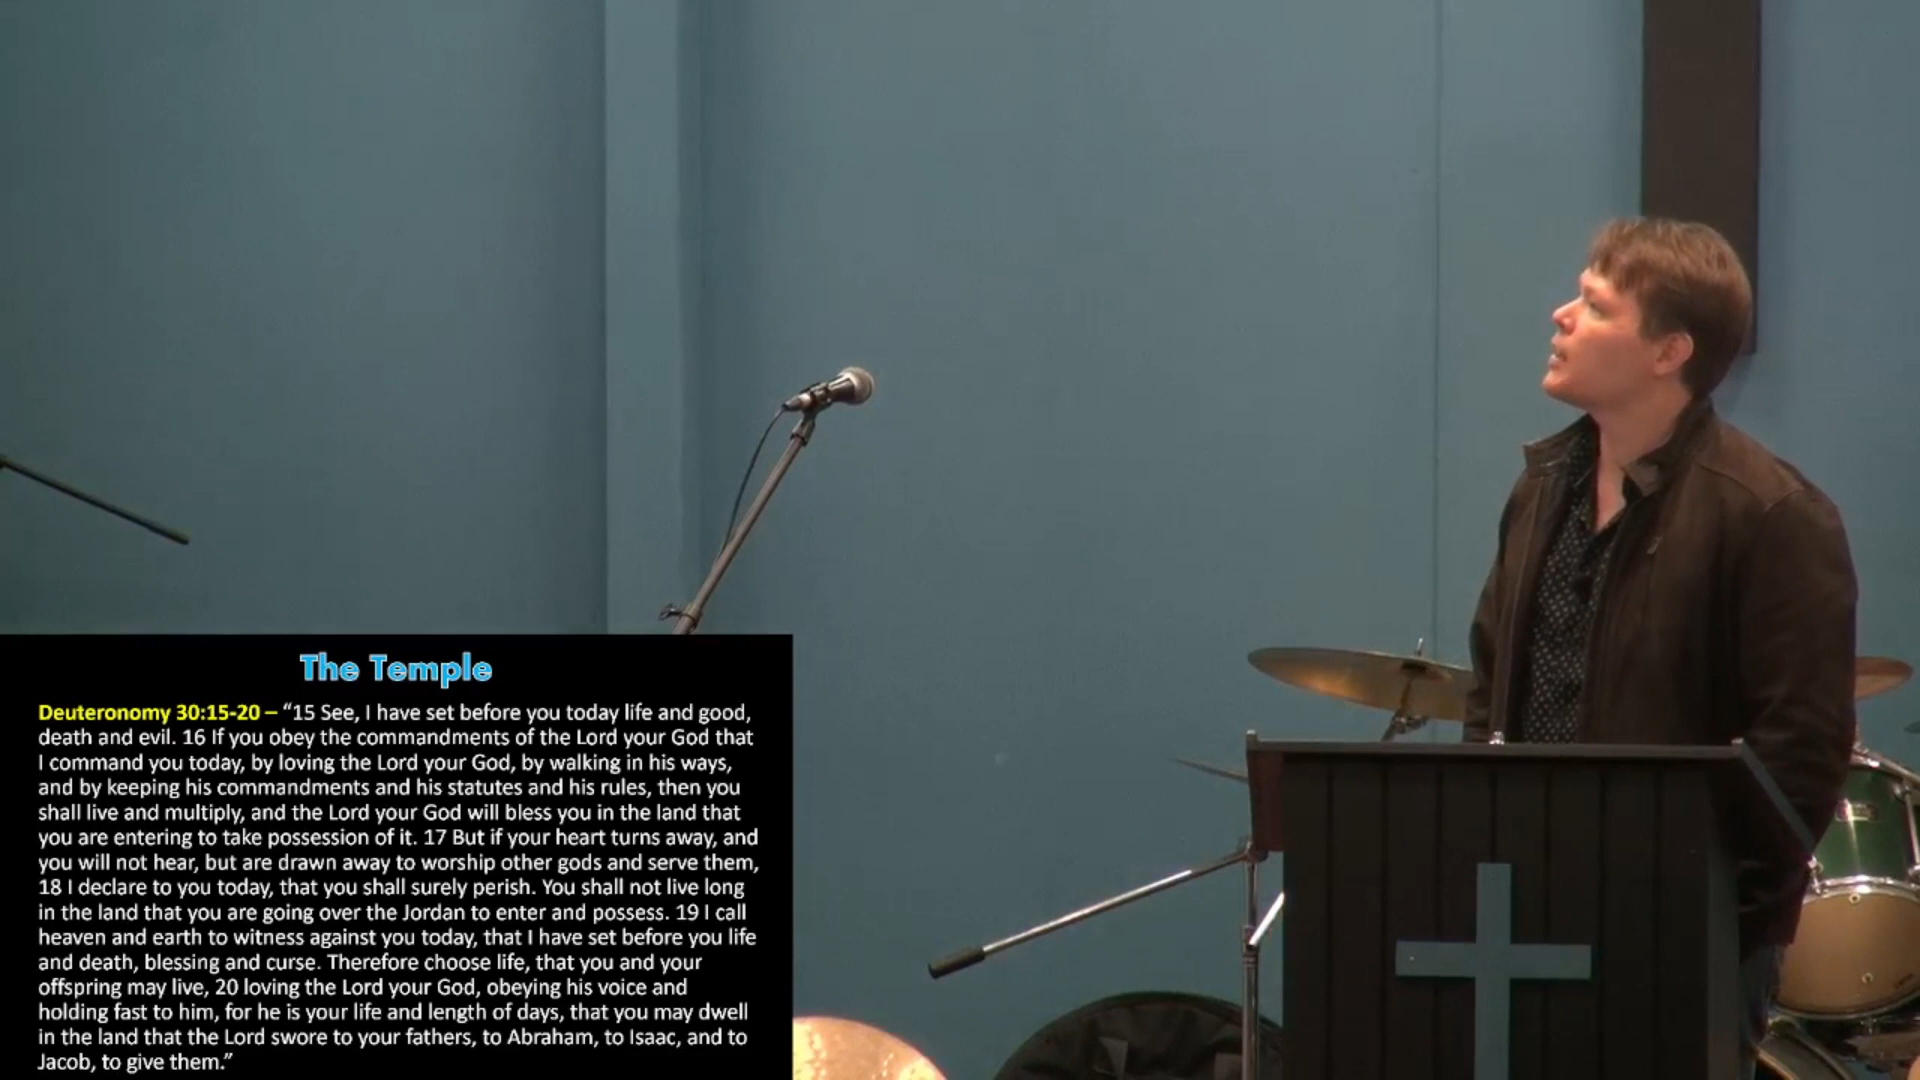 The Temple
Deuteronomy 30:15-20 – “15 See, I have set before you today life and good,
death and evil. 16 If you obey the commandments of the Lord your God that
I command you today, by loving the Lord your God, by walking in his ways,
and by keeping his commandments and his statutes and his rules, then you
shall live and multiply, and the Lord your God will bless you in the land that
you are entering to take possession of it. 17 But if your heart turns away, and
you will not hear, but are drawn away to worship other gods and serve them,
18 I declare to you today, that you shall surely perish. You shall not live long
in the land that you are going over the Jordan to enter and possess. 19 I call
heaven and earth to witness against you today, that I have set before you life
and death, blessing and curse. Therefore choose life, that you and your
offspring may live, 20 loving the Lord your God, obeying his voice and
holding fast to him, for he is your life and length of days, that you may dwell
in the land that the Lord swore to your fathers, to Abraham, to Isaac, and to
Jacob, to give them.”